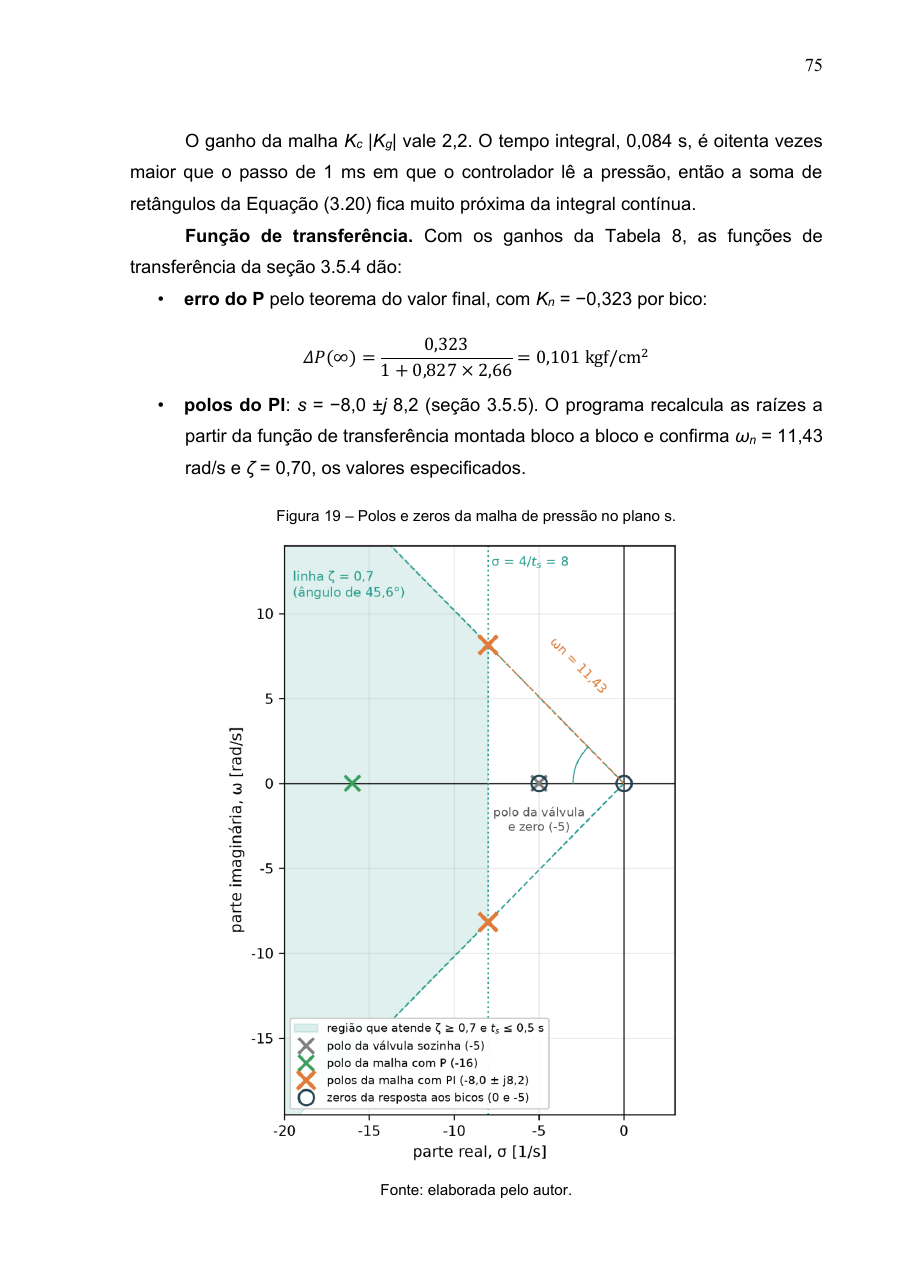 75
O ganho da malha Kc |Kg| vale 2,2. O tempo integral, 0,084 s, é oitenta vezes
maior que o passo de 1 ms em que o controlador lê a pressão, então a soma de
retângulos da Equação (3.20) fica muito próxima da integral contínua.
Função de transferência. Com os ganhos da Tabela 8, as funções de
transferência da seção 3.5.4 dão:
• erro do P pelo teorema do valor final, com Kn = −0,323 por bico:
ΔP(∞) = 0,323 / 1 + 0,827 × 2,66 = 0,101 kgf/cm²
• polos do PI: s = −8,0 ±j 8,2 (seção 3.5.5). O programa recalcula as raízes a
partir da função de transferência montada bloco a bloco e confirma ωn = 11,43
rad/s e ζ = 0,70, os valores especificados.
Figura 19 – Polos e zeros da malha de pressão no plano s.
σ = 4/ts = 8
linha ζ = 0,7
(ângulo de 45,6°)
ωn = 11,43
polo da válvula
e zero (-5)
10
5
0
-5
-10
-15
parte imaginária, ω [rad/s]
região que atende ζ ≥ 0,7 e ts ≤ 0,5 s
polo da válvula sozinha (-5)
polo da malha com P (-16)
polos da malha com PI (-8,0 ± j8,2)
zeros da resposta aos bicos (0 e -5)
-20 -15 -10 -5 0
parte real, σ [1/s]
Fonte: elaborada pelo autor.